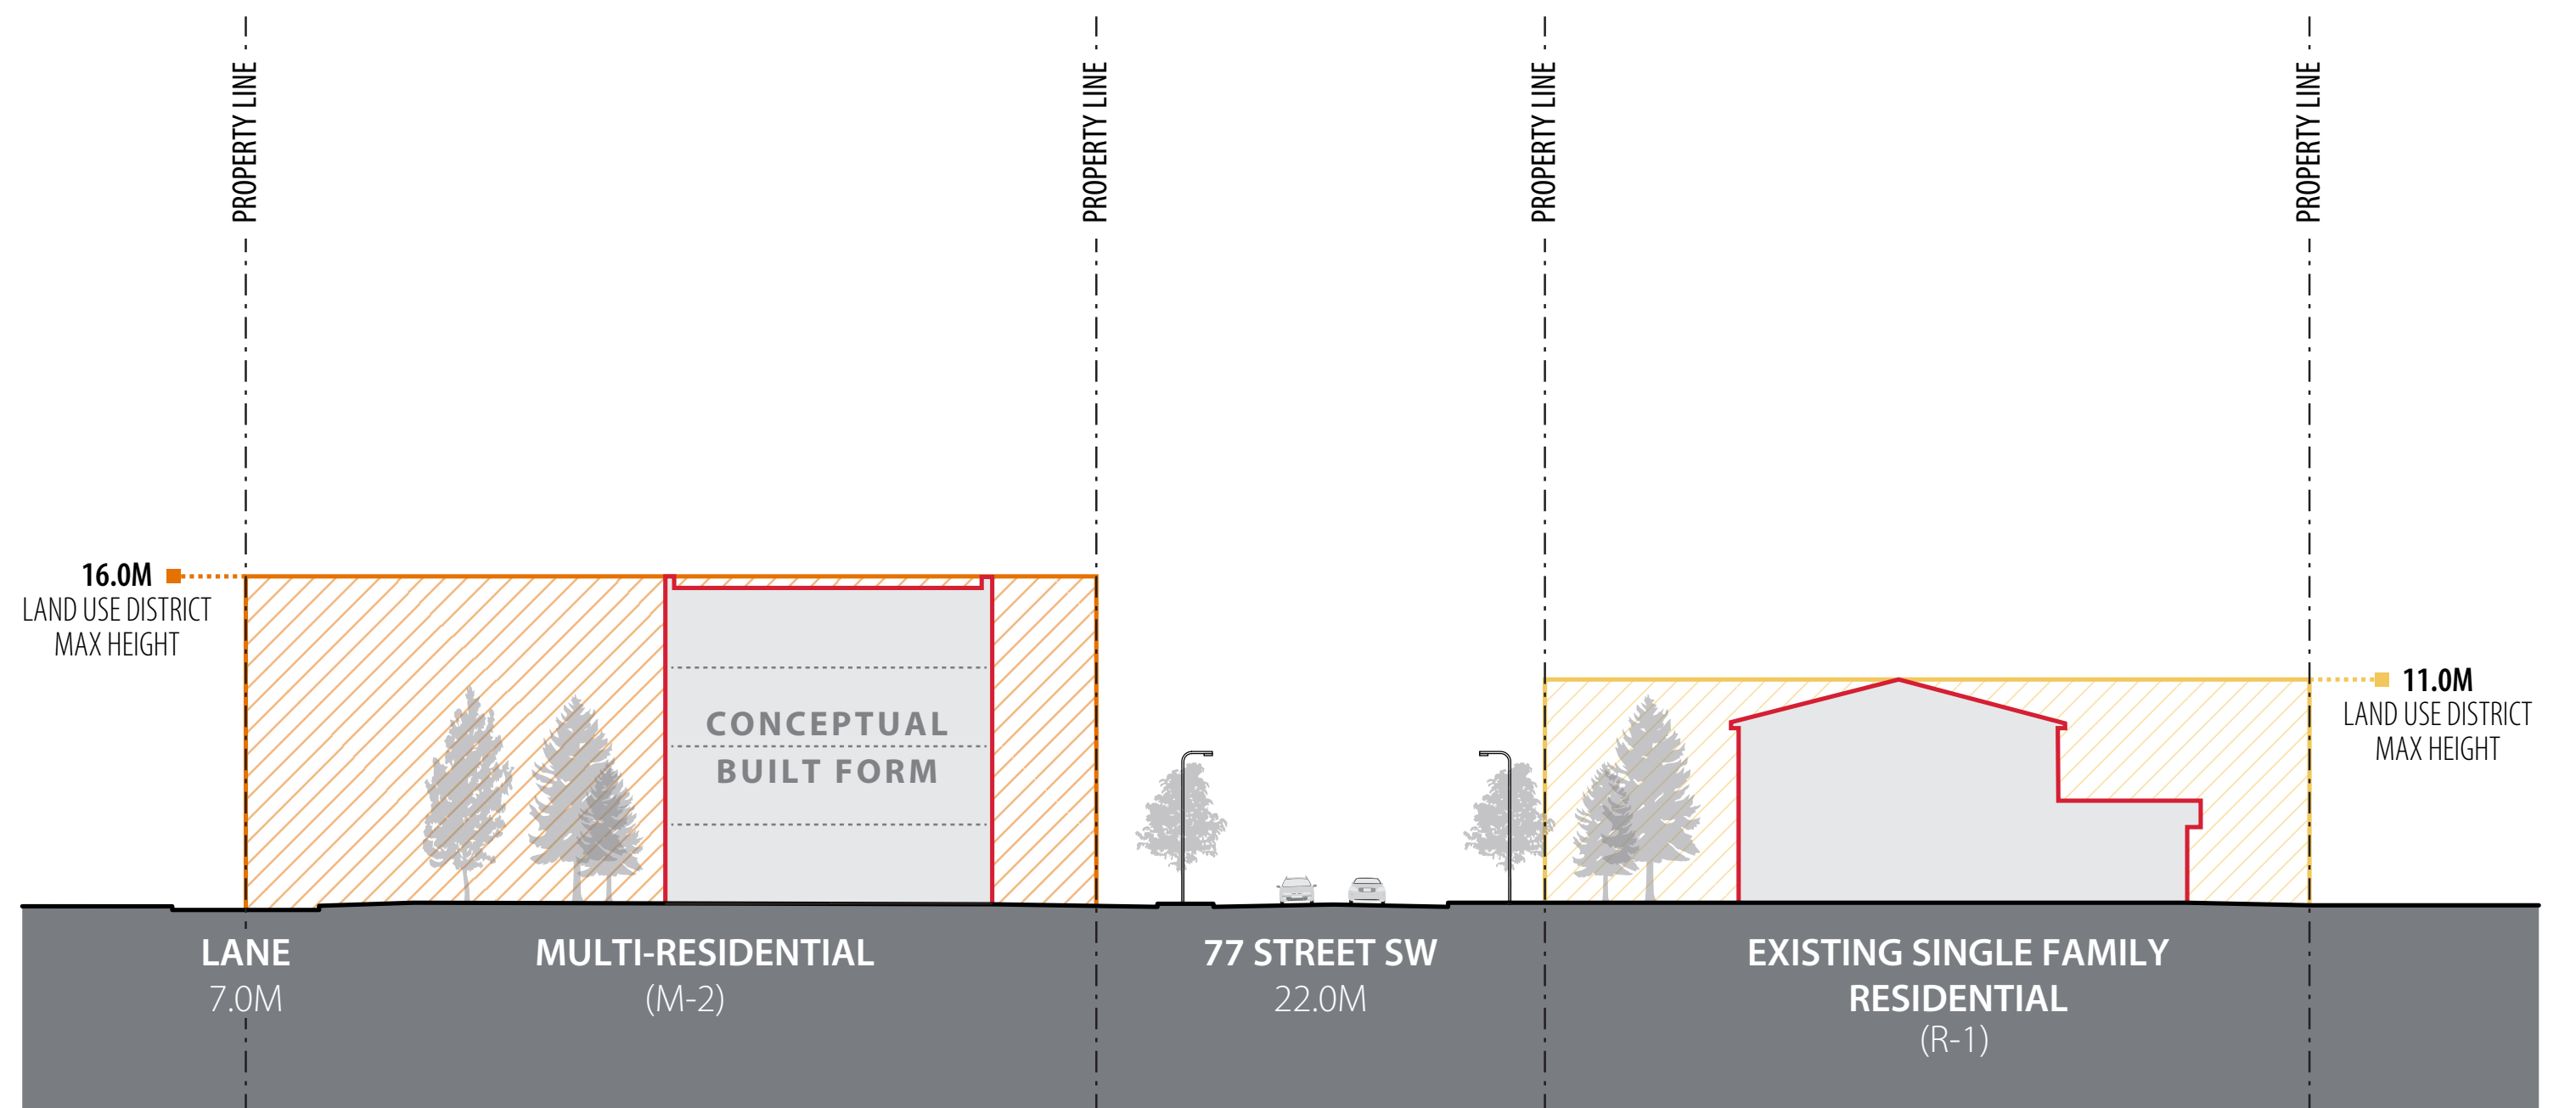 PROPERTY LINE
PROPERTY LINE
PROPERTY LINE
PROPERTY LINE
16.0M
LAND USE DISTRICT
MAX HEIGHT
CONCEPTUAL
BUILT FORM
11.0M
LAND USE DISTRICT
MAX HEIGHT
LANE
7.0M
MULTI-RESIDENTIAL
(M-2)
77 STREET SW
22.0M
EXISTING SINGLE FAMILY
RESIDENTIAL
(R-1)